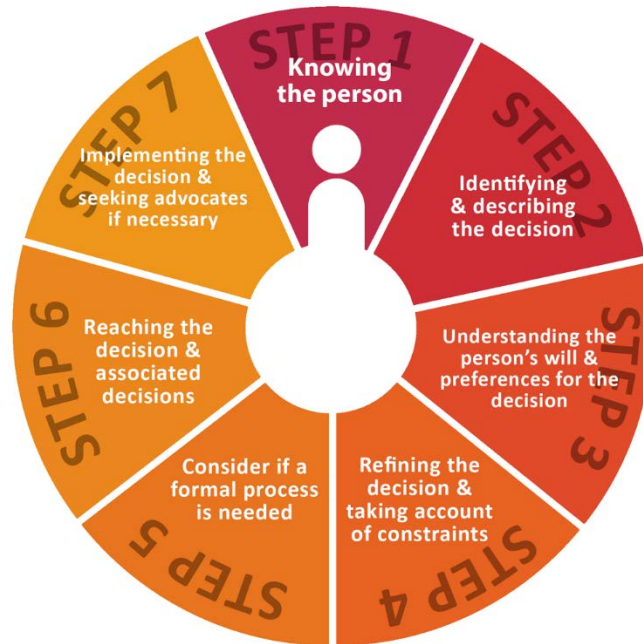 STEP 1
Knowing
the person
STEP 2
Identifying
& describing
the decision
STEP 3
Understanding the
person's will &
preferences for the
decision
STEP 4
Refining the
decision &
taking account
of constraints
STEP 5
Consider if a
formal process
is needed
STEP 6
Reaching the
decision &
associated
decisions
STEP 7
Implementing the
decision &
seeking advocates
if necessary